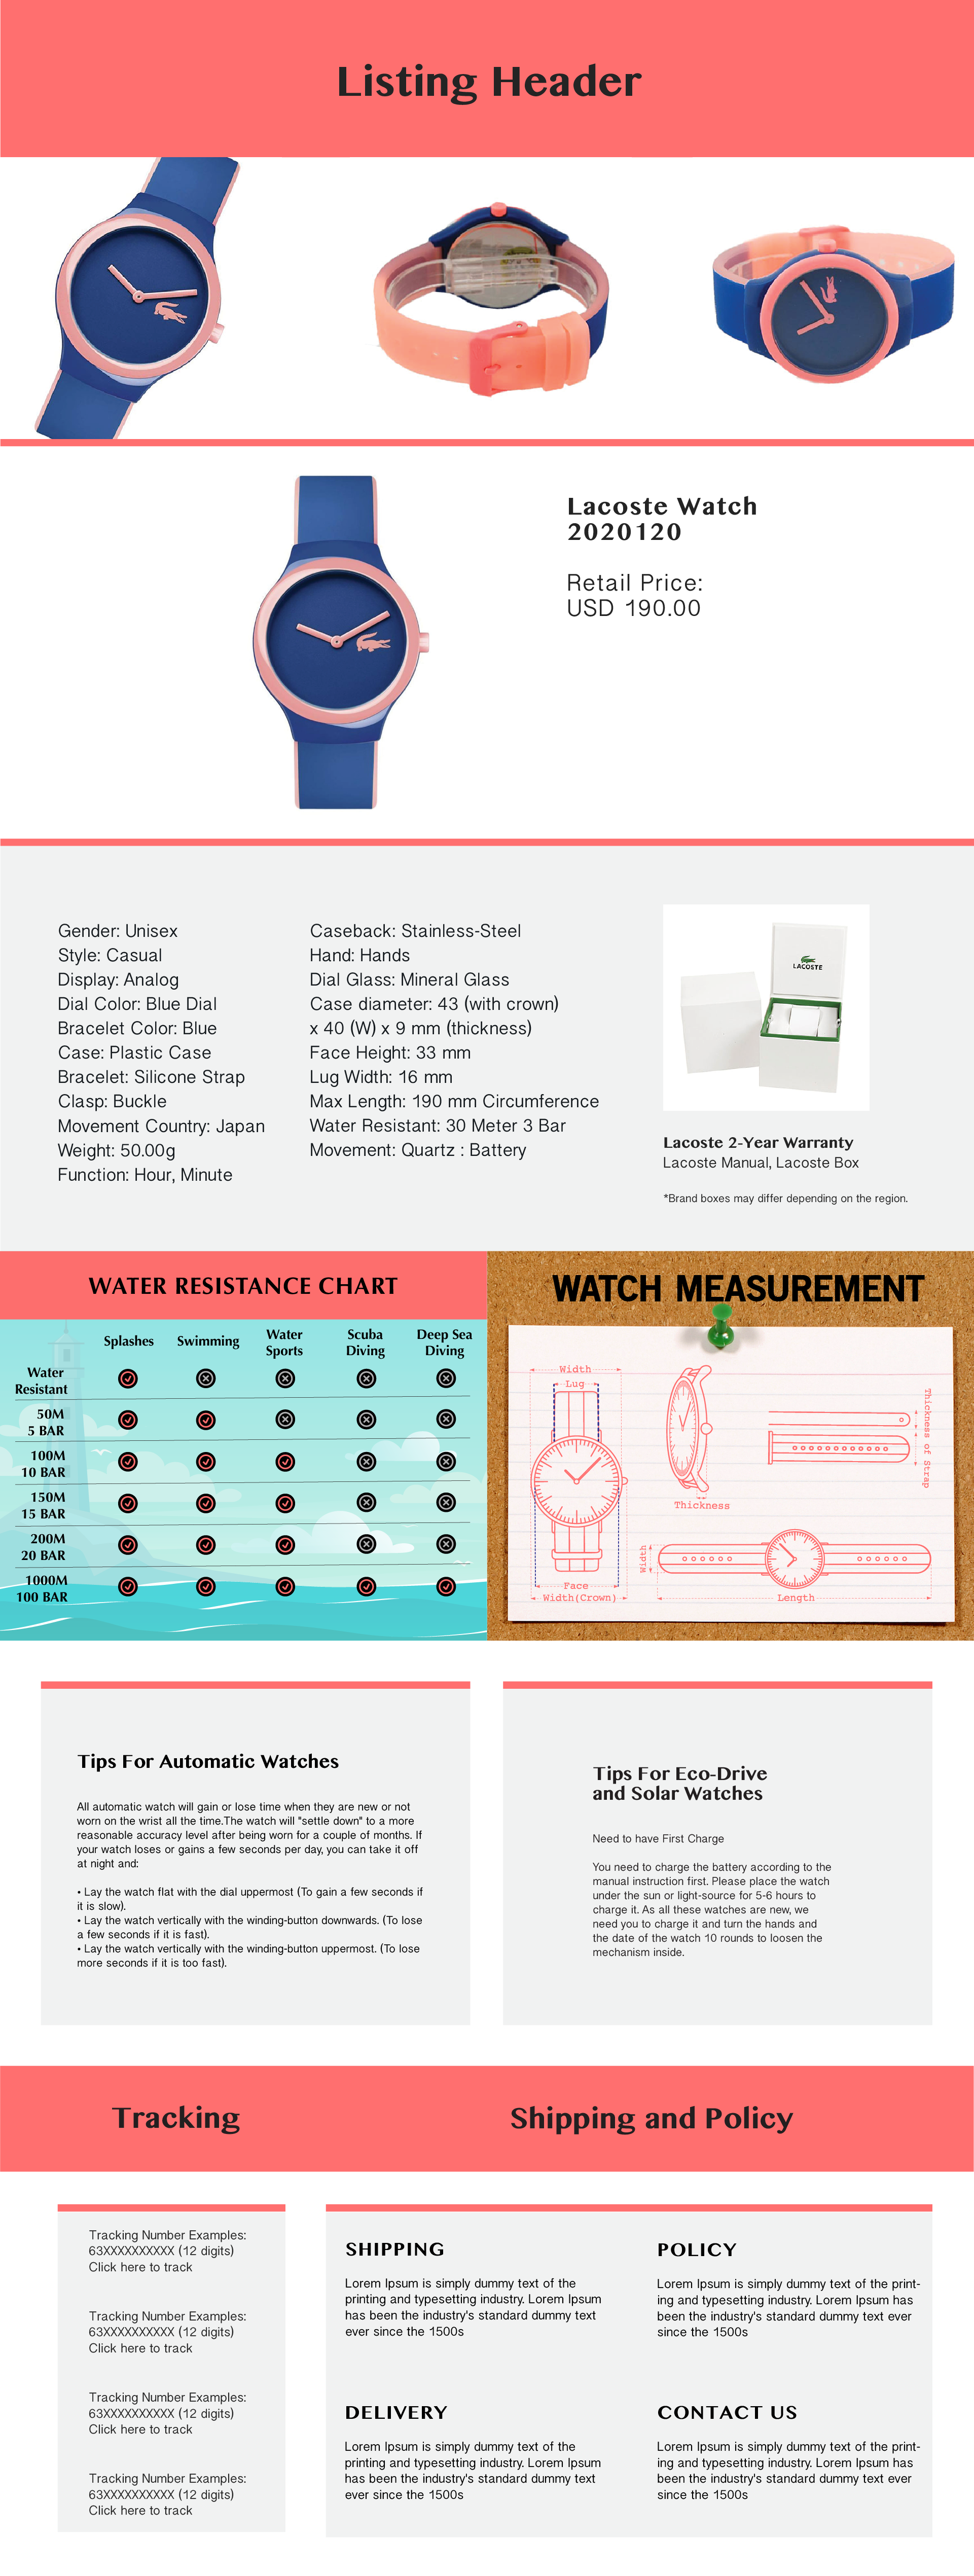 Listing Header
Lacoste Watch
2020120
Retail Price:
USD 190.00
Gender: Unisex
Style: Casual
Display: Analog
Dial Color: Blue Dial
Bracelet Color: Blue
Case: Plastic Case
Bracelet: Silicone Strap
Clasp: Buckle
Movement Country: Japan
Weight: 50.00g
Function: Hour, Minute
Caseback: Stainless-Steel
Hand: Hands
Dial Glass: Mineral Glass
Case diameter: 43 (with crown)
x 40 (W) x 9 mm (thickness)
Face Height: 33 mm
Lug Width: 16 mm
Max Length: 190 mm Circumference
Water Resistant: 30 Meter 3 Bar
Movement: Quartz : Battery
LACOSTE
Lacoste 2-Year Warranty
Lacoste Manual, Lacoste Box
*Brand boxes may differ depending on the region.
WATER RESISTANCE CHART
Splashes
Swimming
Water
Sports
Scuba
Diving
Deep Sea
Diving
Water
Resistant
50M
5 BAR
100M
10 BAR
150M
15 BAR
200M
20 BAR
1000M
100 BAR
WATCH MEASUREMENT
Width
Lug
Face
Width(Crown)
Thickness
Thickness of Strap
Width
Length
Tips For Automatic Watches
All automatic watch will gain or lose time when they are new or not
worn on the wrist all the time.The watch will "settle down" to a more
reasonable accuracy level after being worn for a couple of months. If
your watch loses or gains a few seconds per day, you can take it off
at night and:
• Lay the watch flat with the dial uppermost (To gain a few seconds if
it is slow).
• Lay the watch vertically with the winding-button downwards. (To lose
a few seconds if it is fast).
• Lay the watch vertically with the winding-button uppermost. (To lose
more seconds if it is too fast).
Tips For Eco-Drive
and Solar Watches
Need to have First Charge
You need to charge the battery according to the
manual instruction first. Please place the watch
under the sun or light-source for 5-6 hours to
charge it. As all these watches are new, we
need you to charge it and turn the hands and
the date of the watch 10 rounds to loosen the
mechanism inside.
Tracking
Shipping and Policy
Tracking Number Examples:
63XXXXXXXXXX (12 digits)
Click here to track
Tracking Number Examples:
63XXXXXXXXXX (12 digits)
Click here to track
Tracking Number Examples:
63XXXXXXXXXX (12 digits)
Click here to track
Tracking Number Examples:
63XXXXXXXXXX (12 digits)
Click here to track
SHIPPING
Lorem Ipsum is simply dummy text of the
printing and typesetting industry. Lorem Ipsum
has been the industry's standard dummy text
ever since the 1500s
POLICY
Lorem Ipsum is simply dummy text of the print-
ing and typesetting industry. Lorem Ipsum has
been the industry's standard dummy text ever
since the 1500s
DELIVERY
Lorem Ipsum is simply dummy text of the
printing and typesetting industry. Lorem Ipsum
has been the industry's standard dummy text
ever since the 1500s
CONTACT US
Lorem Ipsum is simply dummy text of the print-
ing and typesetting industry. Lorem Ipsum has
been the industry's standard dummy text ever
since the 1500s